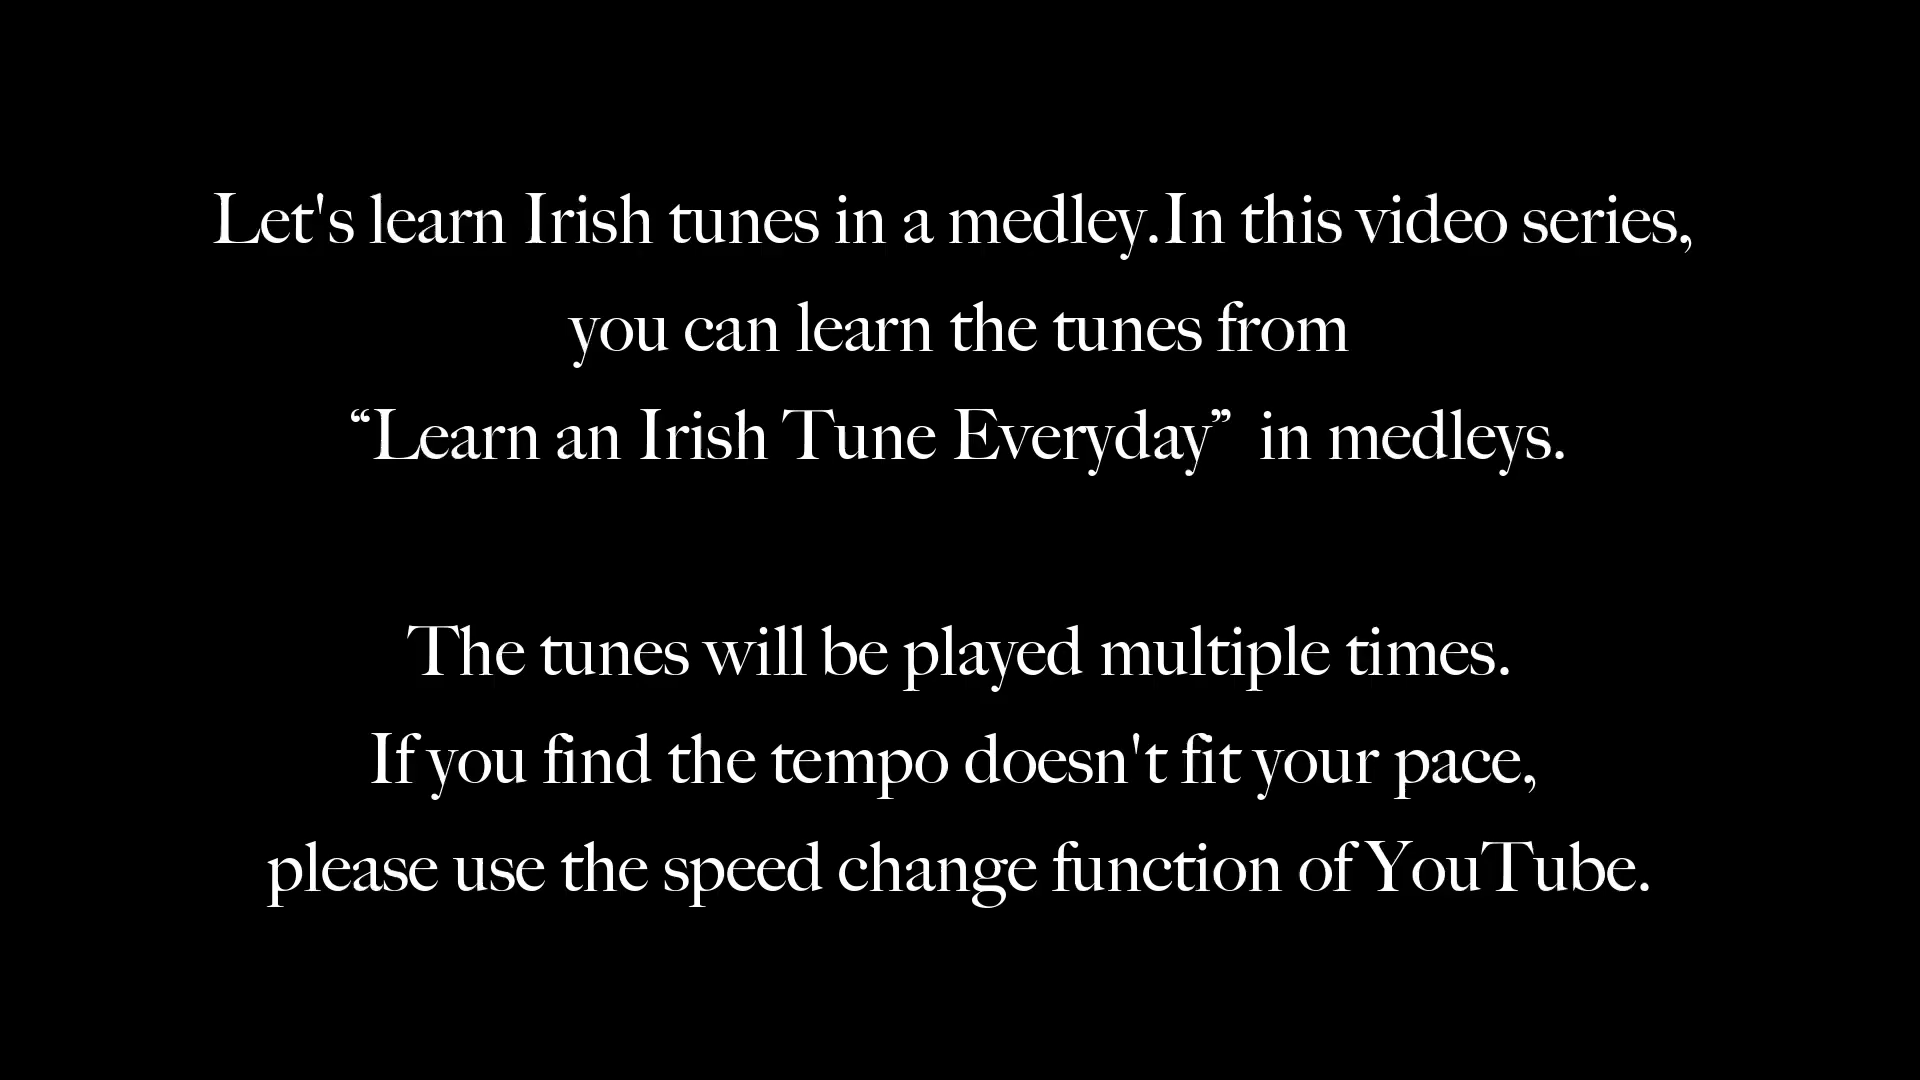 Let's learn Irish tunes in a medley.In this video series,
you can learn the tunes from
“Learn an Irish Tune Everyday” in medleys.
The tunes will be played multiple times.
If you find the tempo doesn't fit your pace,
please use the speed change function of YouTube.